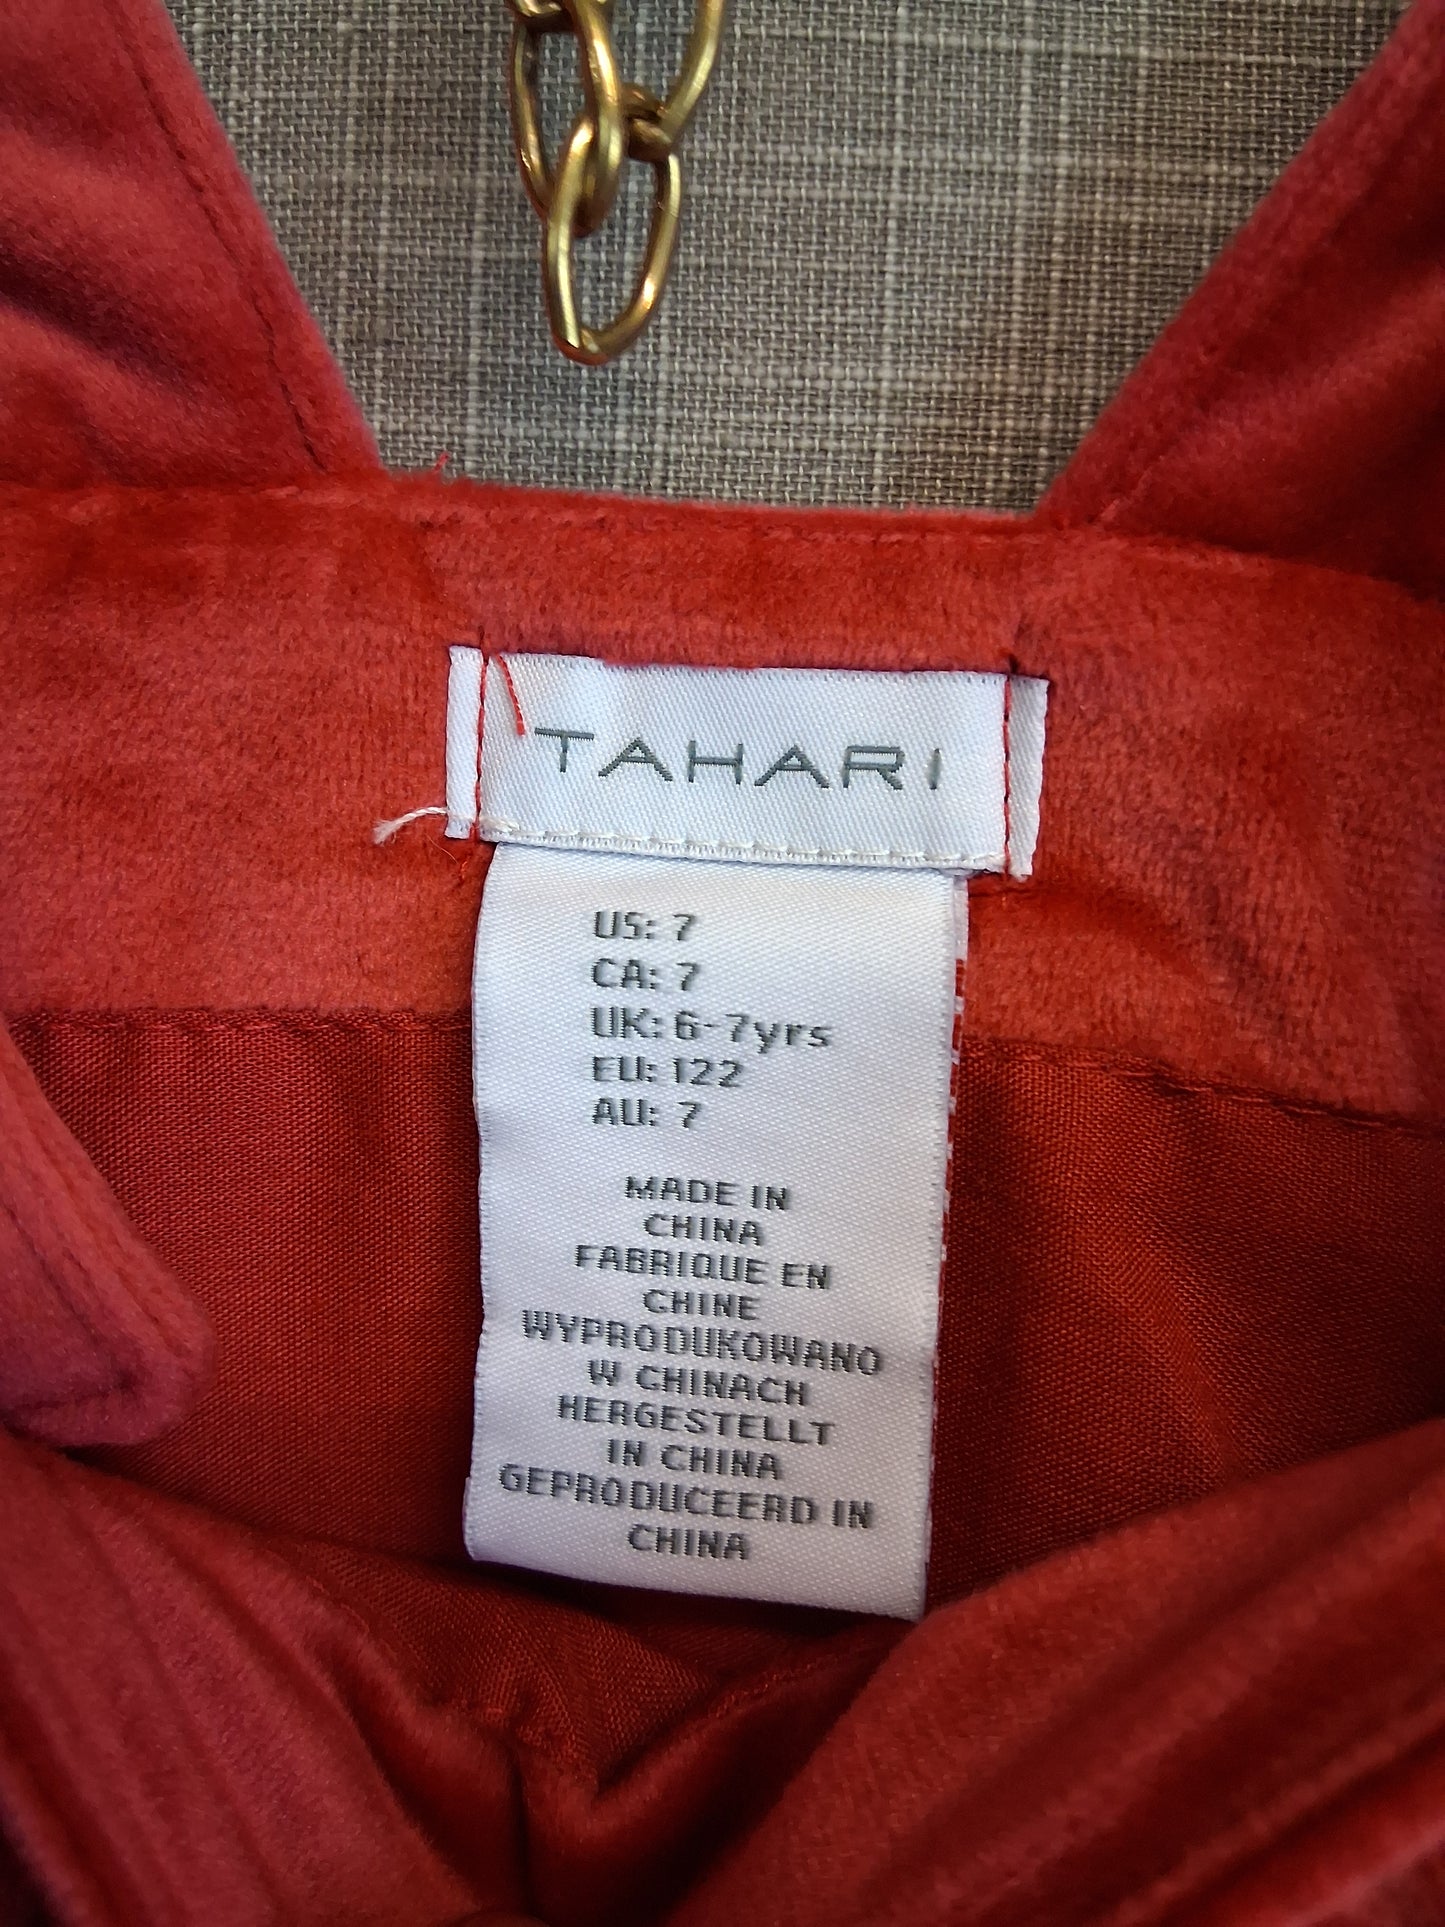 TAHARI
US: 7
CA: 7
UK: 6-7yrs
EU: 122
AU: 7
MADE IN
CHINA
FABRIQUE EN
CHINE
WYPRODUKOWANO
W CHINACH
HERGESTELLT
IN CHINA
GEPRODUCEERD IN
CHINA